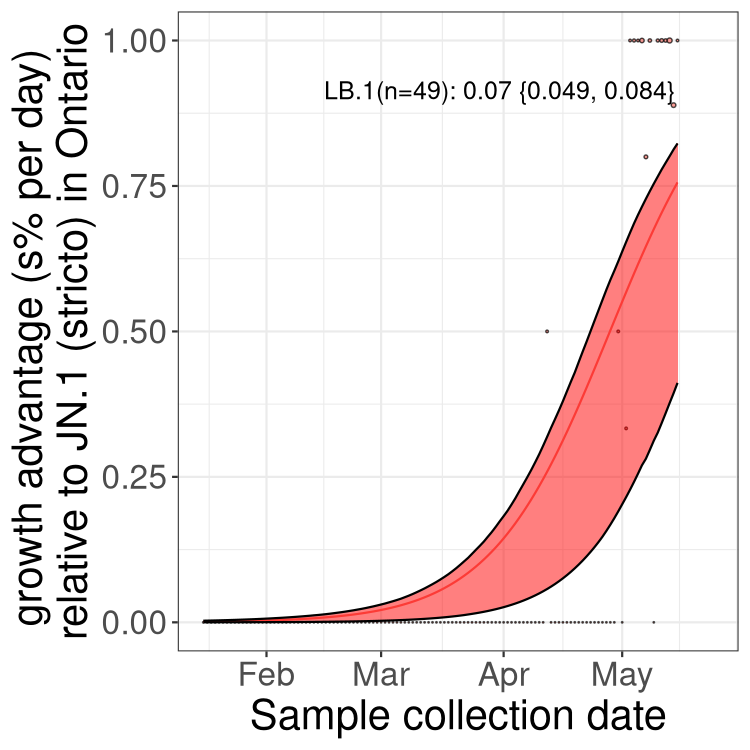 growth advantage (s% per day)
relative to JN.1 (stricto) in Ontario
1.00
0.75
0.50
0.25
0.00
LB.1(n=49): 0.07 {0.049, 0.084}
Feb
Mar
Apr
May
Sample collection date